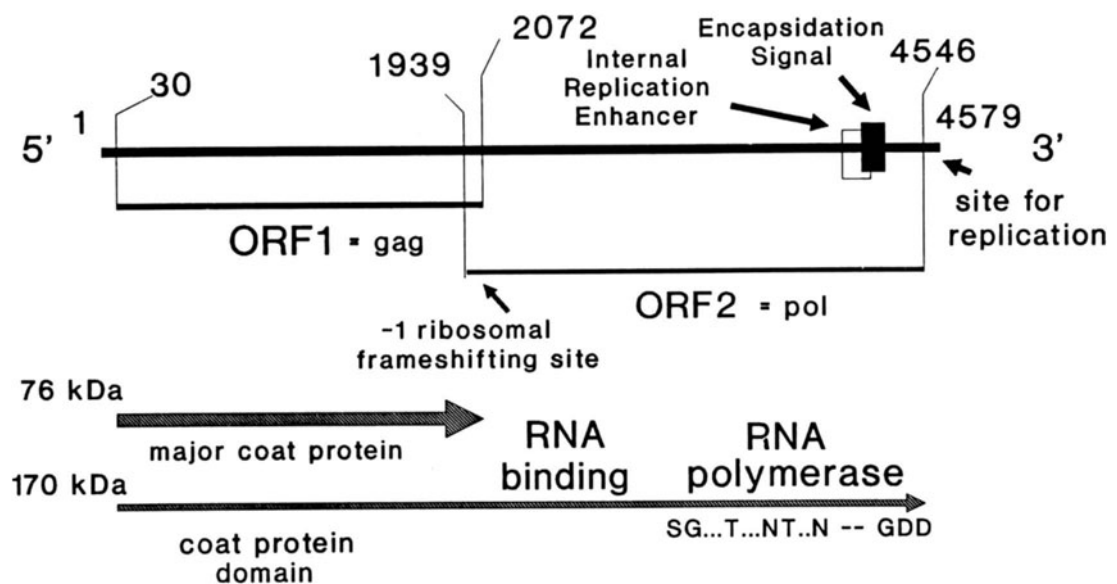 2072
Encapsidation
Signal
1939
Internal
Replication
Enhancer
4546
30
1
4579
5'
3'
site for
replication
ORF1 = gag
ORF2 = pol
-1 ribosomal
frameshifting site
76 kDa
major coat protein
RNA
binding
RNA
polymerase
170 kDa
SG...T...NT..N -- GDD
coat protein
domain